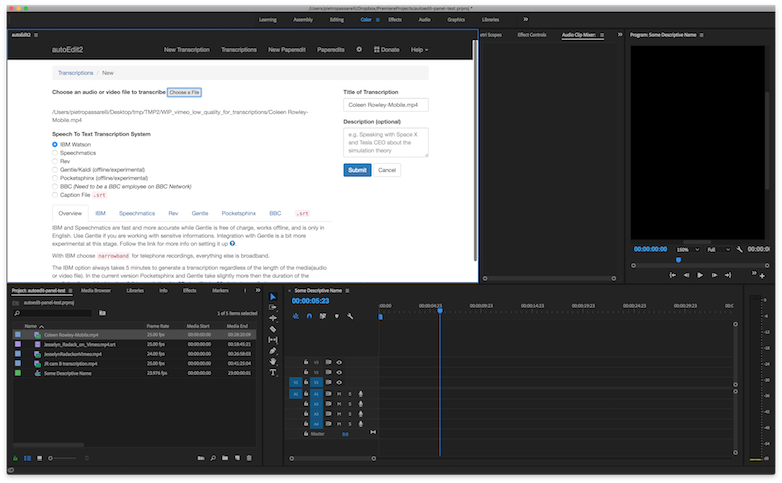 /Users/pietropassarelli/Dropbox/PremiereProjects/autoedit-panel-test.prproj *
Learning Assembly Editing Color Effects Audio Graphics Libraries
autoEdit2
etri Scopes Effect Controls Audio Clip Mixer: Program: Some Descriptive Name
autoEdit2 New Transcription Transcriptions New Paperedit Paperedits Donate Help
Transcriptions / New
Choose an audio or video file to transcribe Choose a File
/Users/pietropassarelli/Desktop/tmp/TMP2/WIP_vimeo_low_quality_for_transcriptions/Coleen Rowley-
Mobile.mp4
Title of Transcription
Coleen Rowley-Mobile.mp4
Description (optional)
e.g. Speaking with Space X
and Tesla CEO about the
simulation theory
Submit Cancel
Speech To Text Transcription System
IBM Watson
Speechmatics
Rev
Gentle/Kaldi (offline/experimental)
Pocketsphinx (offline/experimental)
BBC (Need to be a BBC employee on BBC Network)
Caption File .srt
Overview IBM Speechmatics Rev Gentle Pocketsphinx BBC .srt
IBM and Speechmatics are fast and more accurate while Gentle is free of charge, works offline, and is only in
English. Use Gentle if you are working with sensitive informations. Integration with Gentle is a bit more
experimental at this stage. Follow the link for more info on setting it up
With IBM choose narrowband for telephone recordings, everything else is broadband.
The IBM option always takes 5 minutes to generate a transcription regardless of the length of the media(audio
or video file). In the current version Pocketsphinx and Gentle take slightly more then the duration of the
00:00:00:00 150% Full 00:00:00:
Project: autoedit-panel-test Media Browser Libraries Info Effects Markers
autoedit-panel-test.prproj
1 of 5 items selected
Name Frame Rate Media Start Media End
Coleen Rowley-Mobile.mp4 25.00 fps 00:00:00:00 00:28:20:09
Jesselyn_Radack_on_Vimeo.mp4.srt 25.00 fps 00:00:00:00 00:18:45:21
JesselynRadackonVimeo.mp4 24.00 fps 00:00:00:00 00:26:58:03
JR cam B transcription.mp4 25.00 fps 00:00:00:00 00:41:23:04
Some Descriptive Name 23.976 fps 00:00:00:00 23:00:00:01
Some Descriptive Name
00:00:05:23
:00:00 00:00:04:23 00:00:09:23 00:00:14:23 00:00:19:23
V3
V2
V1 V1
A1 A1 M S
A2 M S
A3 M S
A4 M S
Master 0.0